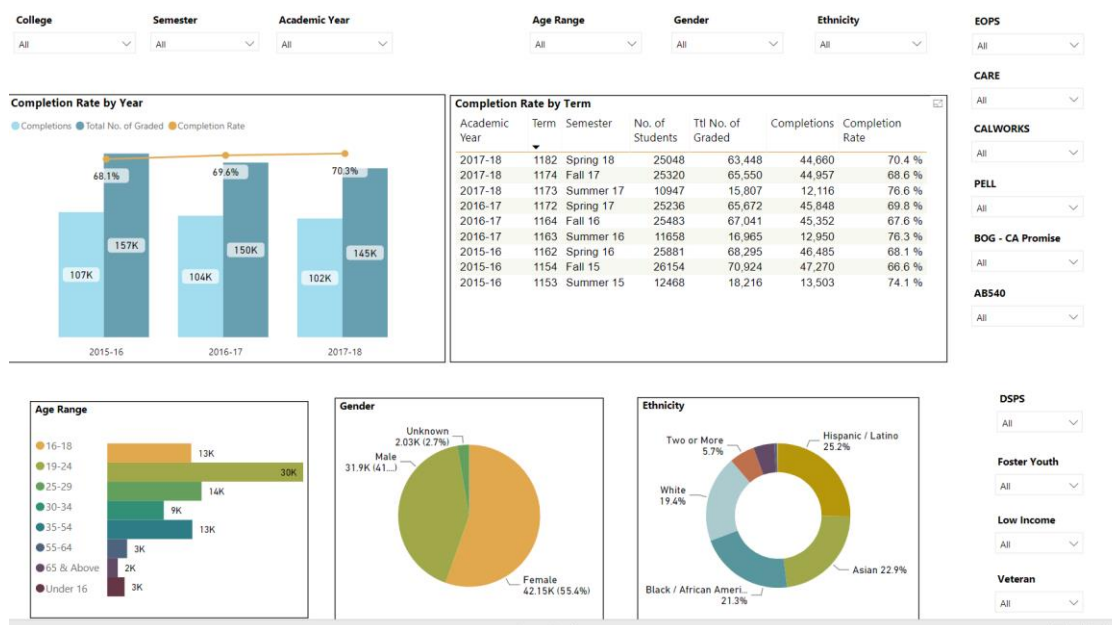 College Semester Academic Year Age Range Gender Ethnicity EOPS
All All All All All All All
CARE
All
CALWORKS
All
PELL
All
BOG - CA Promise
All
AB540
All
Completion Rate by Year
Completions Total No. of Graded Completion Rate
68.1% 69.6% 70.3%
157K 150K 145K
107K 104K 102K
2015-16 2016-17 2017-18
Completion Rate by Term
Academic Year Term Semester No. of Students Ttl No. of Graded Completions Completion Rate
2017-18 1182 Spring 18 25048 63,448 44,660 70.4 %
2017-18 1174 Fall 17 25320 65,550 44,957 68.6 %
2017-18 1173 Summer 17 10947 15,807 12,116 76.6 %
2016-17 1172 Spring 17 25236 65,672 45,848 69.8 %
2016-17 1164 Fall 16 25483 67,041 45,352 67.6 %
2016-17 1163 Summer 16 11658 16,965 12,950 76.3 %
2015-16 1162 Spring 16 25881 68,295 46,485 68.1 %
2015-16 1154 Fall 15 26154 70,924 47,270 66.6 %
2015-16 1153 Summer 15 12468 18,216 13,503 74.1 %
Age Range
16-18 13K
19-24 30K
25-29 14K
30-34 9K
35-54 13K
55-64 3K
65 & Above 2K
Under 16 3K
Gender
Unknown
2.03K (2.7%)
Male
31.9K (41...)
Female
42.15K (55.4%)
Ethnicity
Two or More
5.7%
Hispanic / Latino
25.2%
White
19.4%
Asian 22.9%
Black / African Ameri...
21.3%
DSPS
All
Foster Youth
All
Low Income
All
Veteran
All